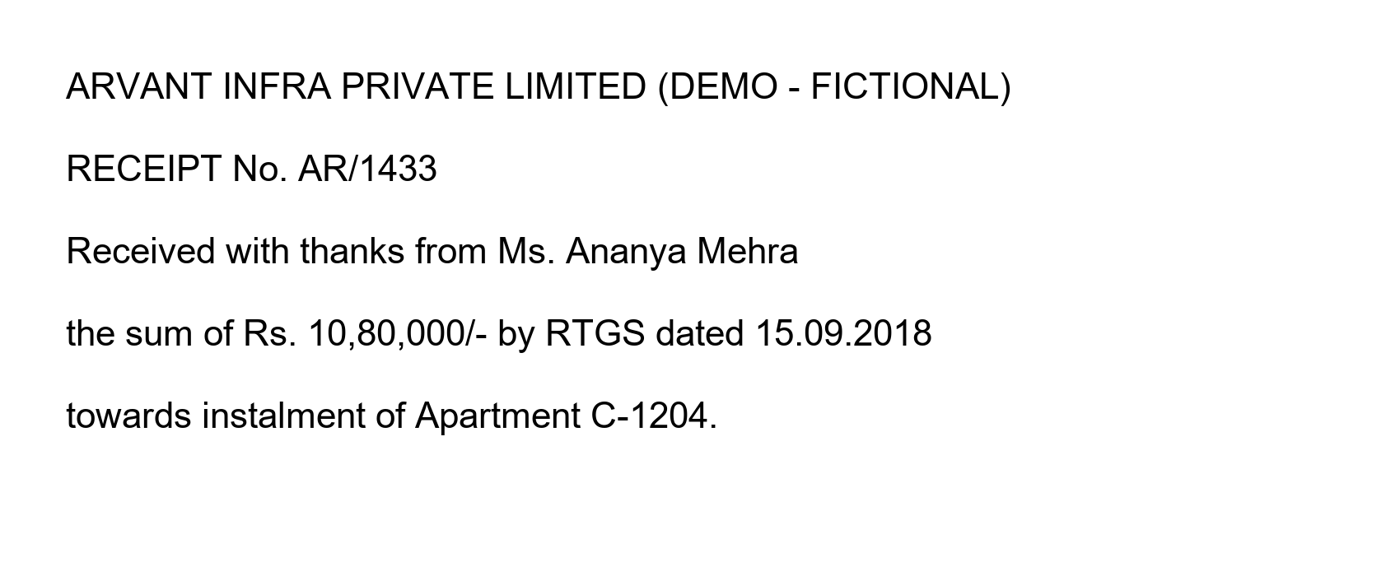 ARVANT INFRA PRIVATE LIMITED (DEMO - FICTIONAL)
RECEIPT No. AR/1433
Received with thanks from Ms. Ananya Mehra
the sum of Rs. 10,80,000/- by RTGS dated 15.09.2018
towards instalment of Apartment C-1204.